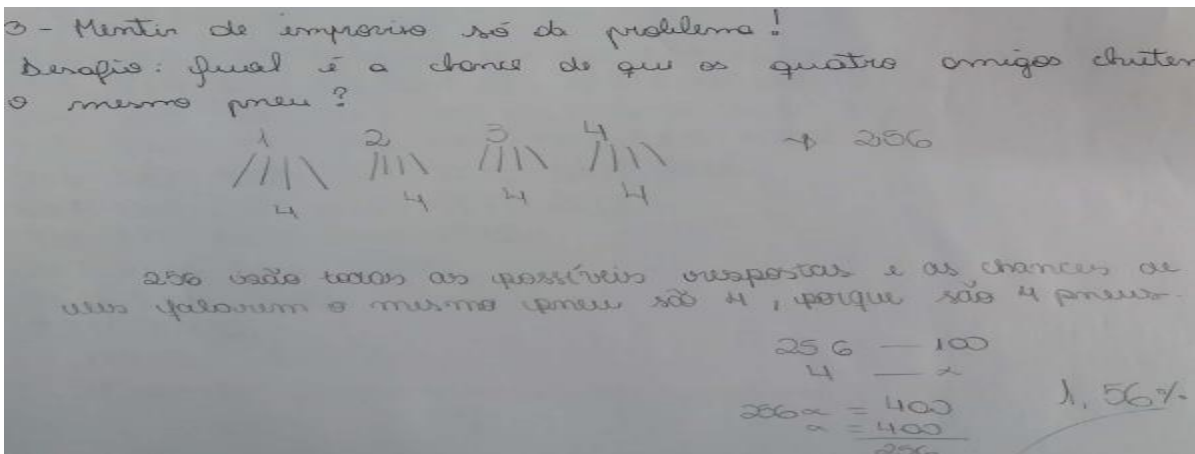 3 - Mentir de improviso só da problema!
Desafio: Qual é a chance de que os quatro amigos chutem
o mesmo pneu?
1 2 3 4 → 256
4 4 4 4
256 são todas as possíveis respostas e as chances de
eles falarem o mesmo pneu são 4, porque são 4 pneus.
256 — 100
4 — x
256x = 400
x = 400
256
1,56%